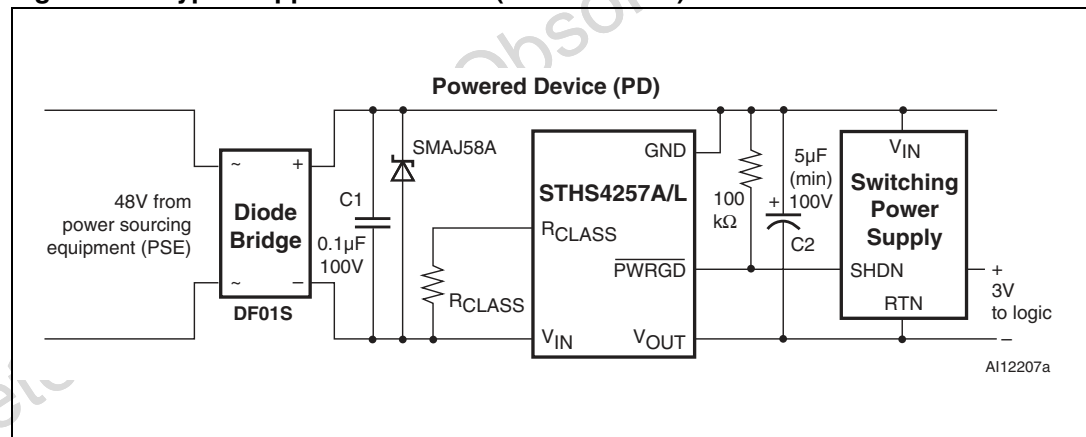 Powered Device (PD)
48V from
power sourcing
equipment (PSE)
~ +
Diode
Bridge
~ –
DF01S
C1
0.1µF
100V
SMAJ58A
RCLASS
STHS4257A/L
GND
RCLASS
PWRGD
VIN
VOUT
100
kΩ
5µF
(min)
100V
+
C2
VIN
Switching
Power
Supply
SHDN
RTN
+
3V
to logic
–
AI12207a